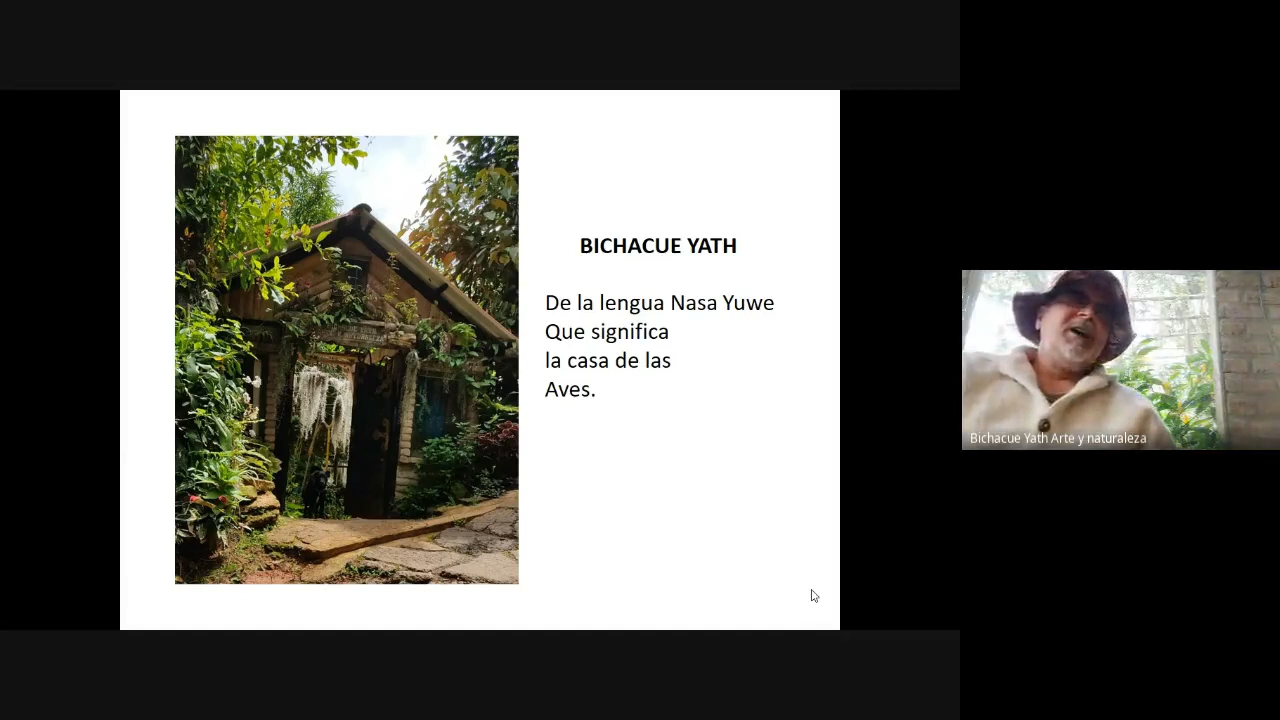 BICHACUE YATH
De la lengua Nasa Yuwe
Que significa
la casa de las
Aves.
Bichacue Yath Arte y naturaleza